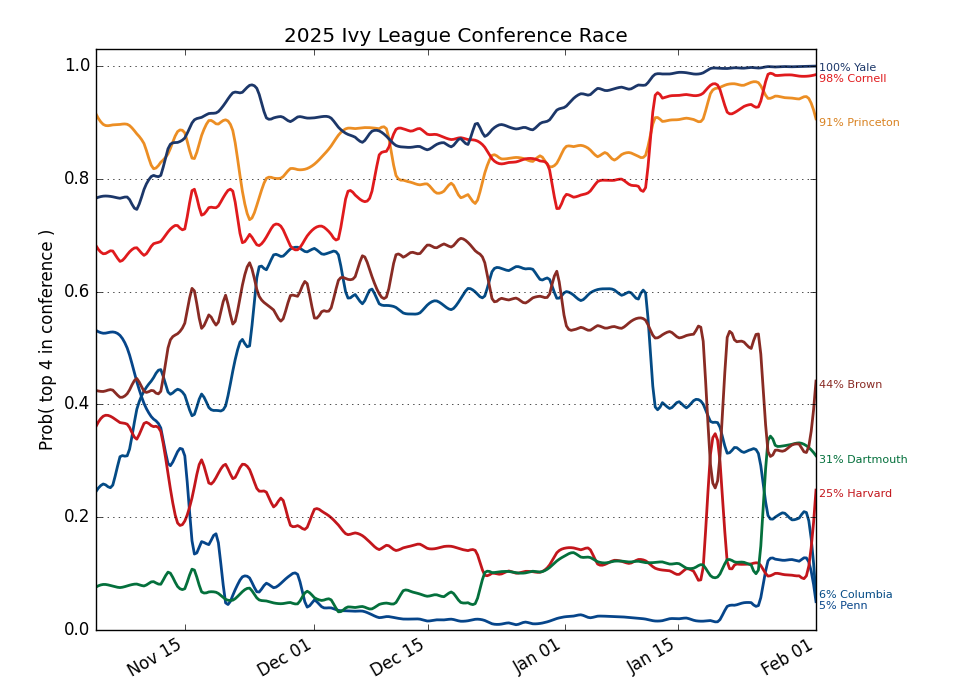 2025 Ivy League Conference Race
Prob( top 4 in conference )
1.0
0.8
0.6
0.4
0.2
0.0
Nov 15
Dec 01
Dec 15
Jan 01
Jan 15
Feb 01
100% Yale
98% Cornell
91% Princeton
44% Brown
31% Dartmouth
25% Harvard
6% Columbia
5% Penn